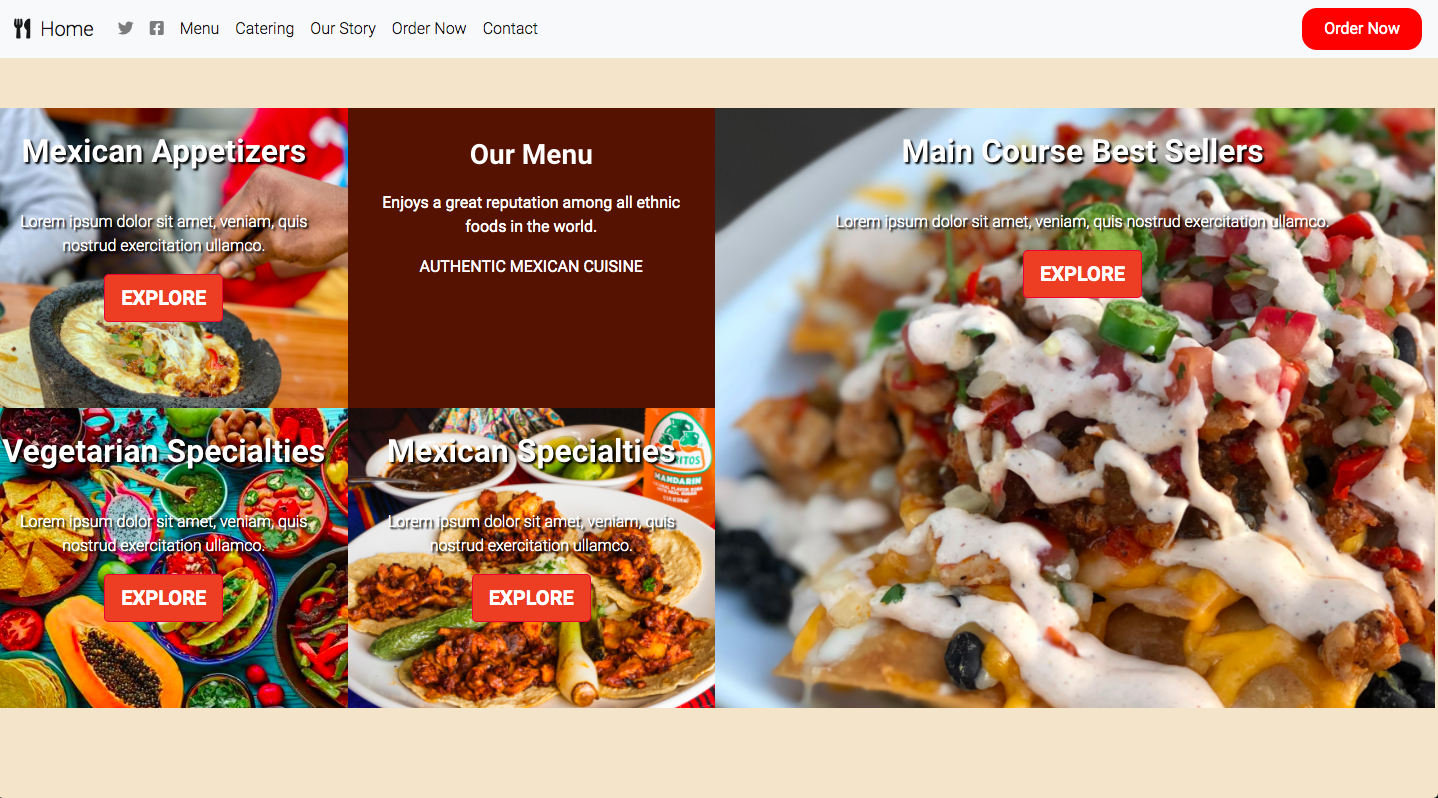 Home Menu Catering Our Story Order Now Contact Order Now
Mexican Appetizers
Lorem ipsum dolor sit amet, veniam, quis
nostrud exercitation ullamco.
EXPLORE
Our Menu
Enjoys a great reputation among all ethnic
foods in the world.
AUTHENTIC MEXICAN CUISINE
Main Course Best Sellers
Lorem ipsum dolor sit amet, veniam, quis nostrud exercitation ullamco.
EXPLORE
Vegetarian Specialties
Lorem ipsum dolor sit amet, veniam, quis
nostrud exercitation ullamco.
EXPLORE
Mexican Specialties
MANDARIN
Lorem ipsum dolor sit amet, veniam, quis
nostrud exercitation ullamco.
EXPLORE